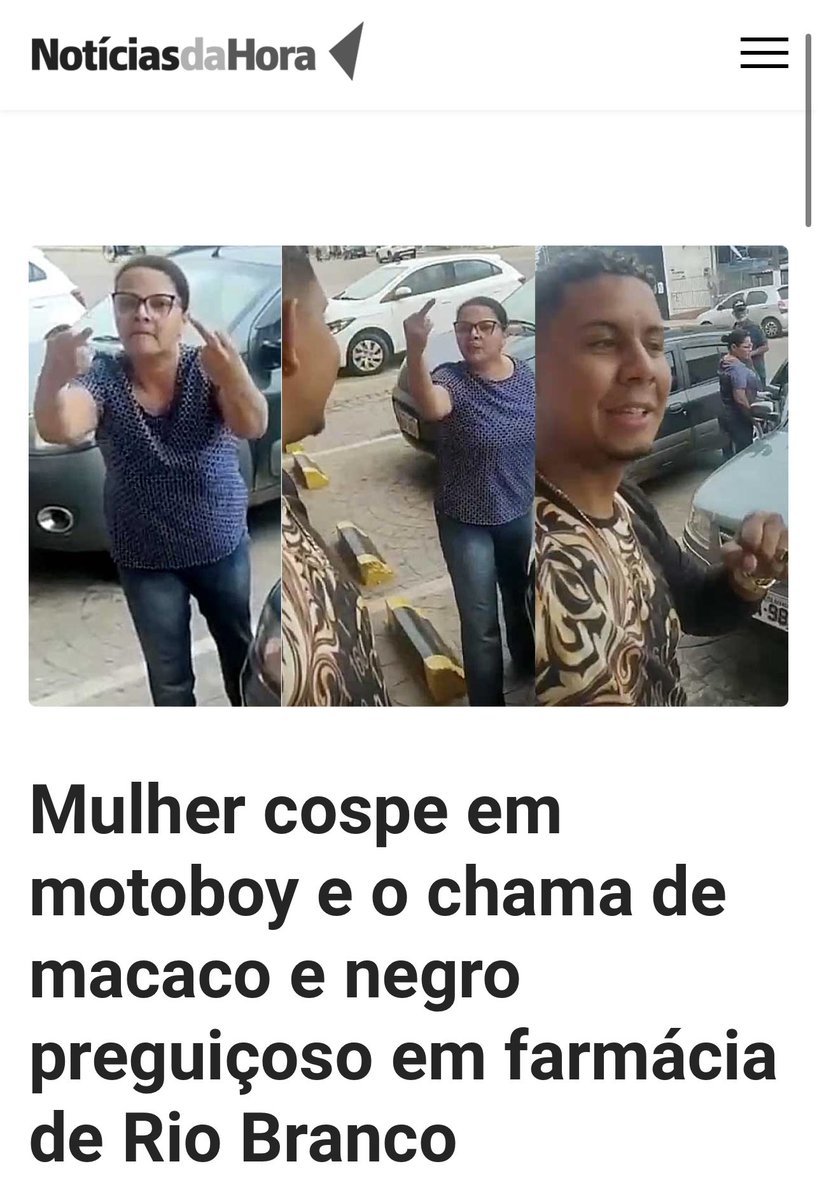 NotíciasdaHora
Mulher cospe em
motoboy e o chama de
macaco e negro
preguiçoso em farmácia
de Rio Branco